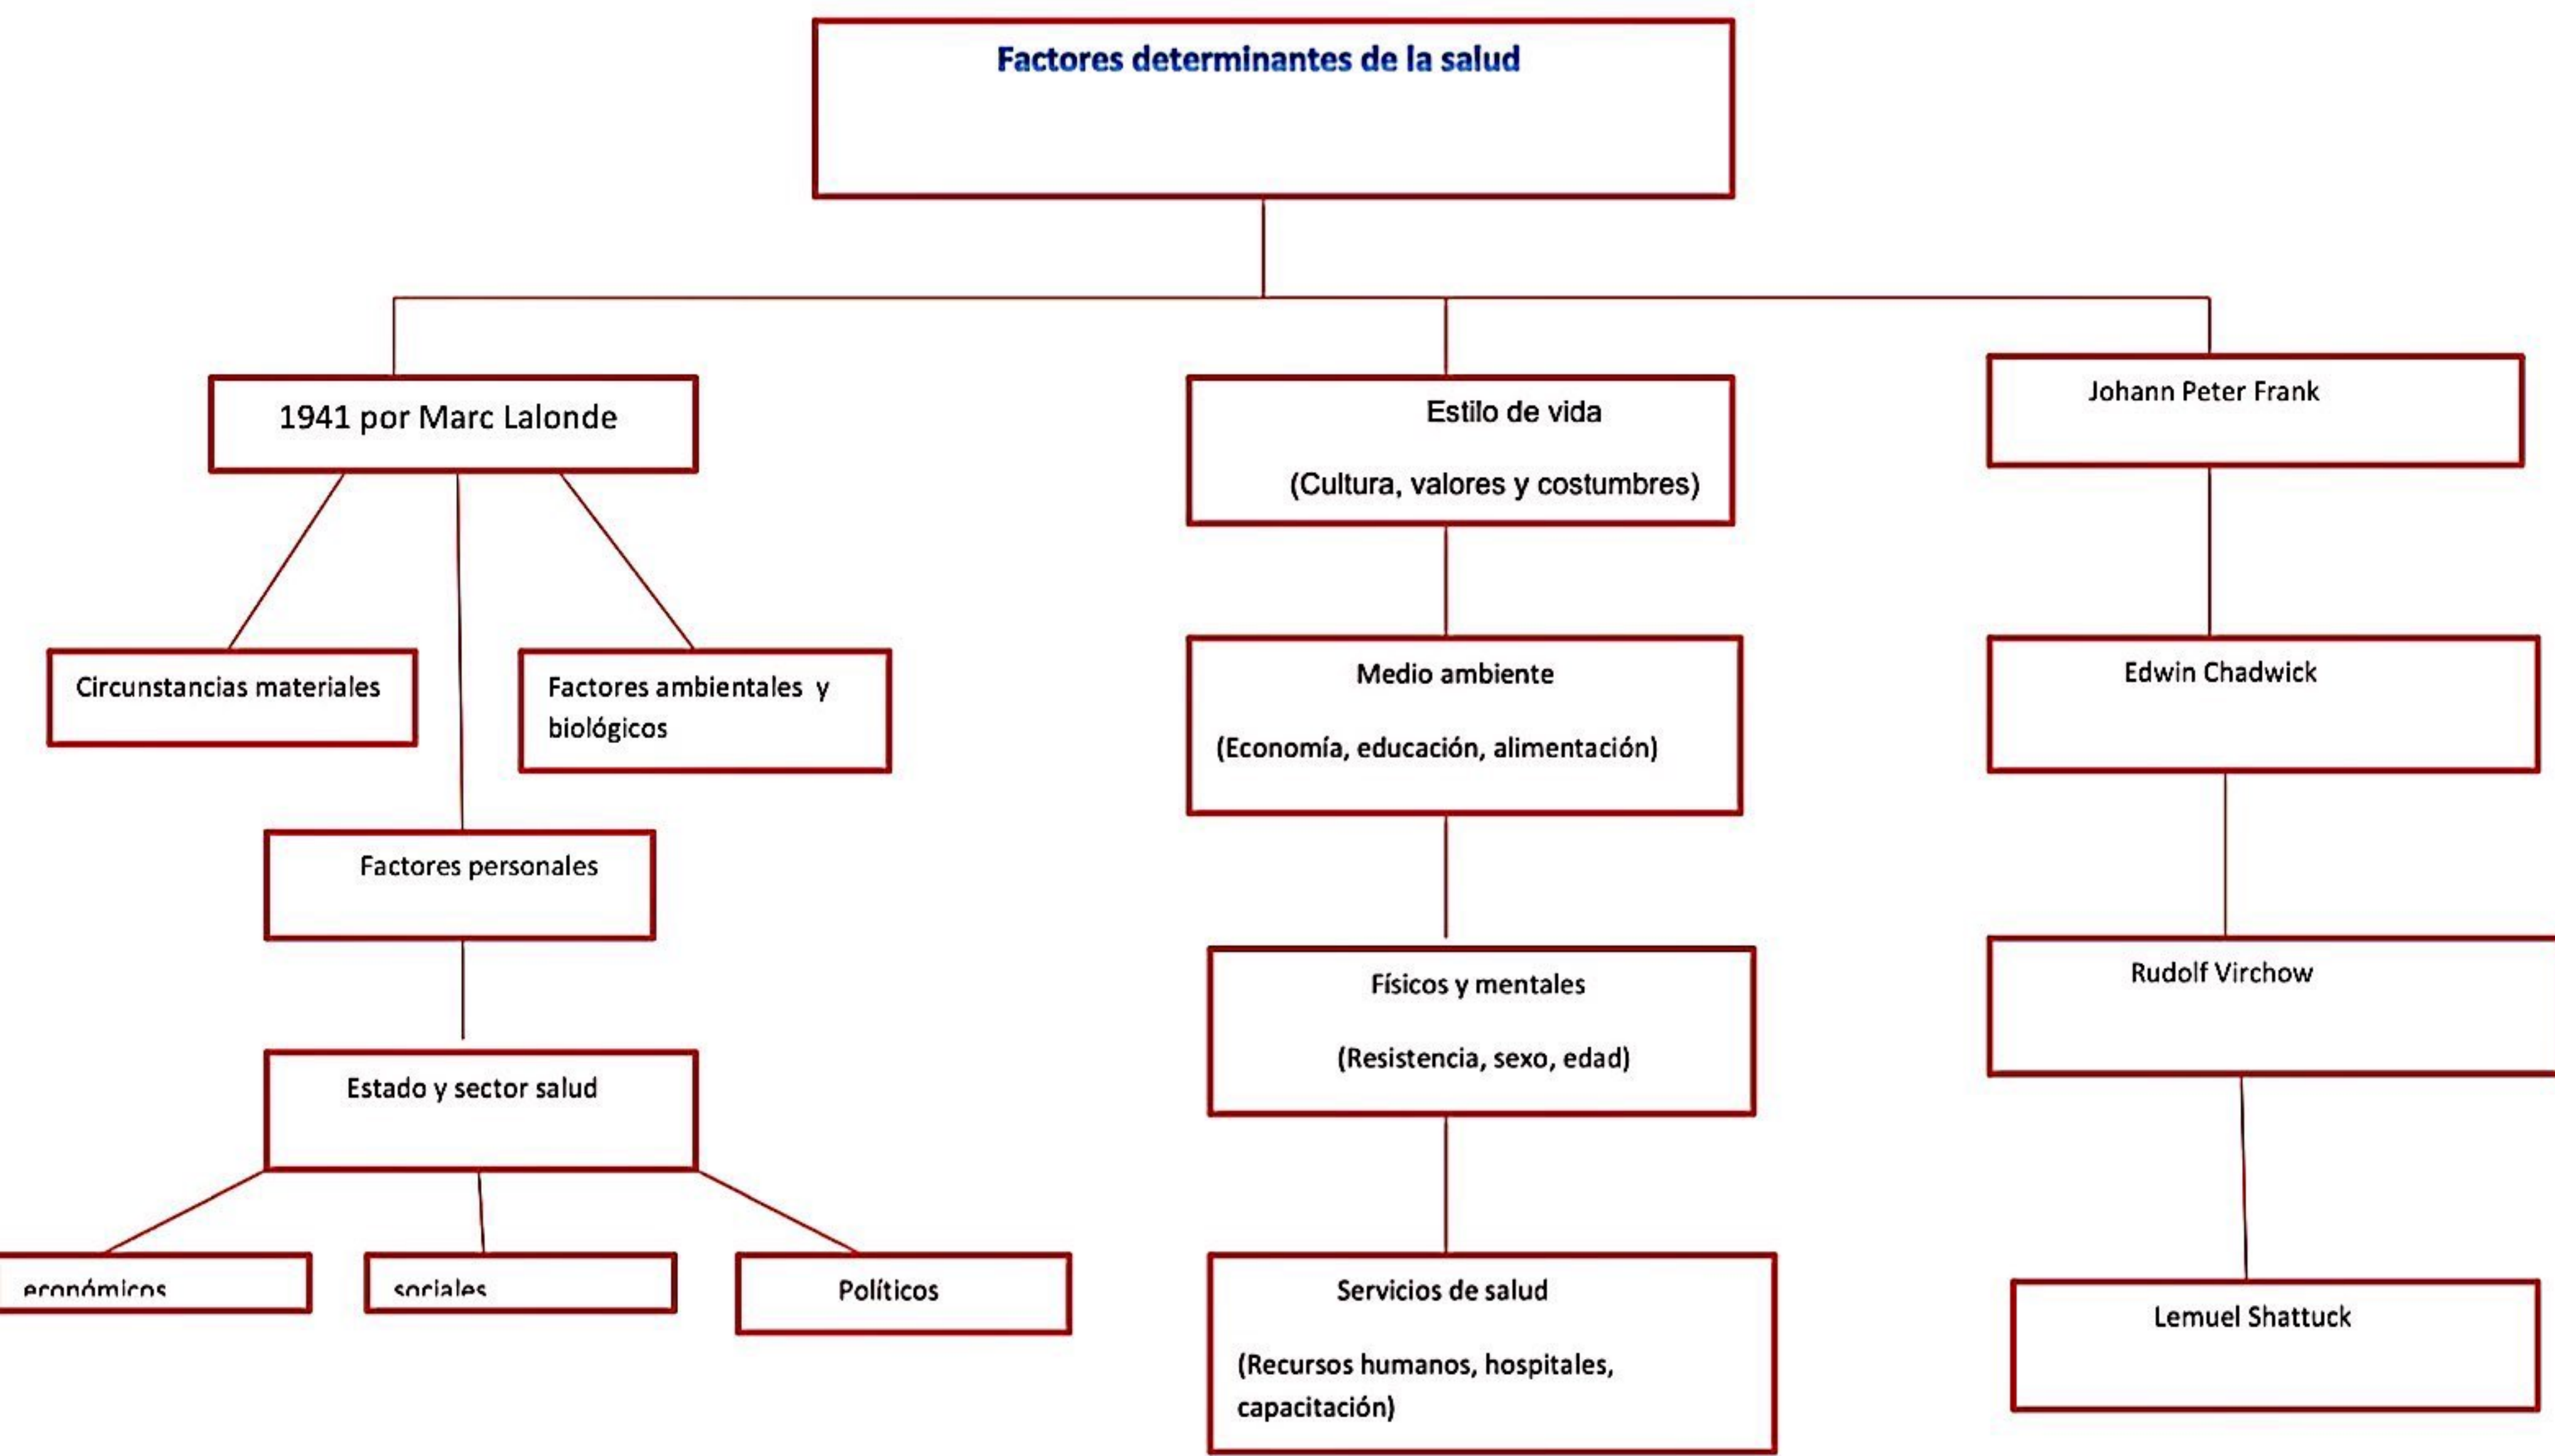 Factores determinantes de la salud
1941 por Marc Lalonde
Circunstancias materiales
Factores ambientales y
biológicos
Factores personales
Estado y sector salud
económicos
sociales
Políticos
Estilo de vida
(Cultura, valores y costumbres)
Medio ambiente
(Economía, educación, alimentación)
Físicos y mentales
(Resistencia, sexo, edad)
Servicios de salud
(Recursos humanos, hospitales,
capacitación)
Johann Peter Frank
Edwin Chadwick
Rudolf Virchow
Lemuel Shattuck